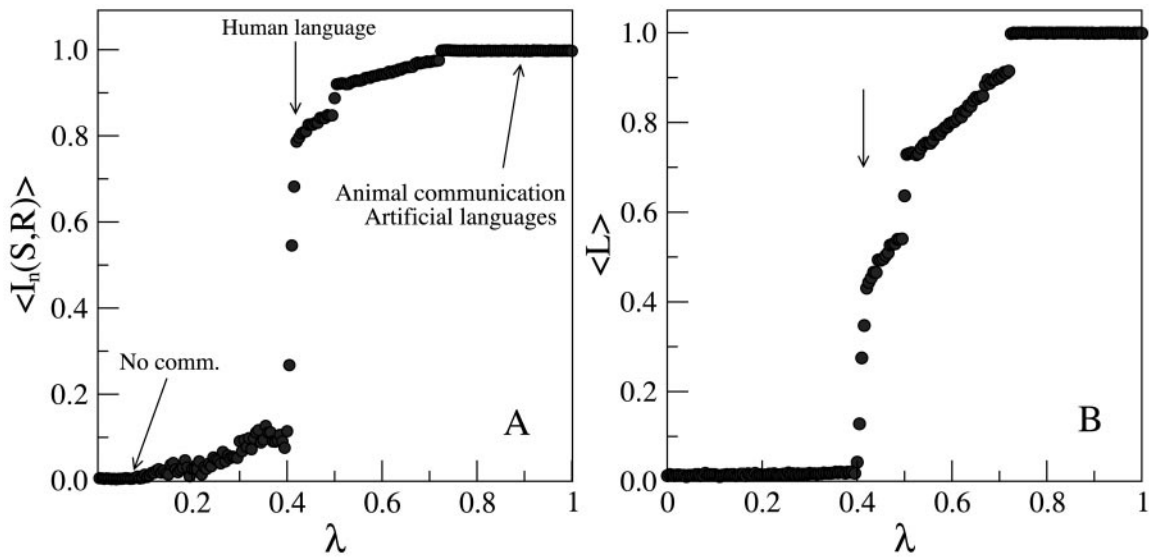 Human language
1.0
0.8
0.6
0.4
0.2
0.0
<Iₙ(S,R)>
Animal communication
Artificial languages
No comm.
A
0.2 0.4 0.6 0.8 1
λ
1.0
0.8
0.6
0.4
0.2
0.0
<L>
B
0 0.2 0.4 0.6 0.8 1
λ